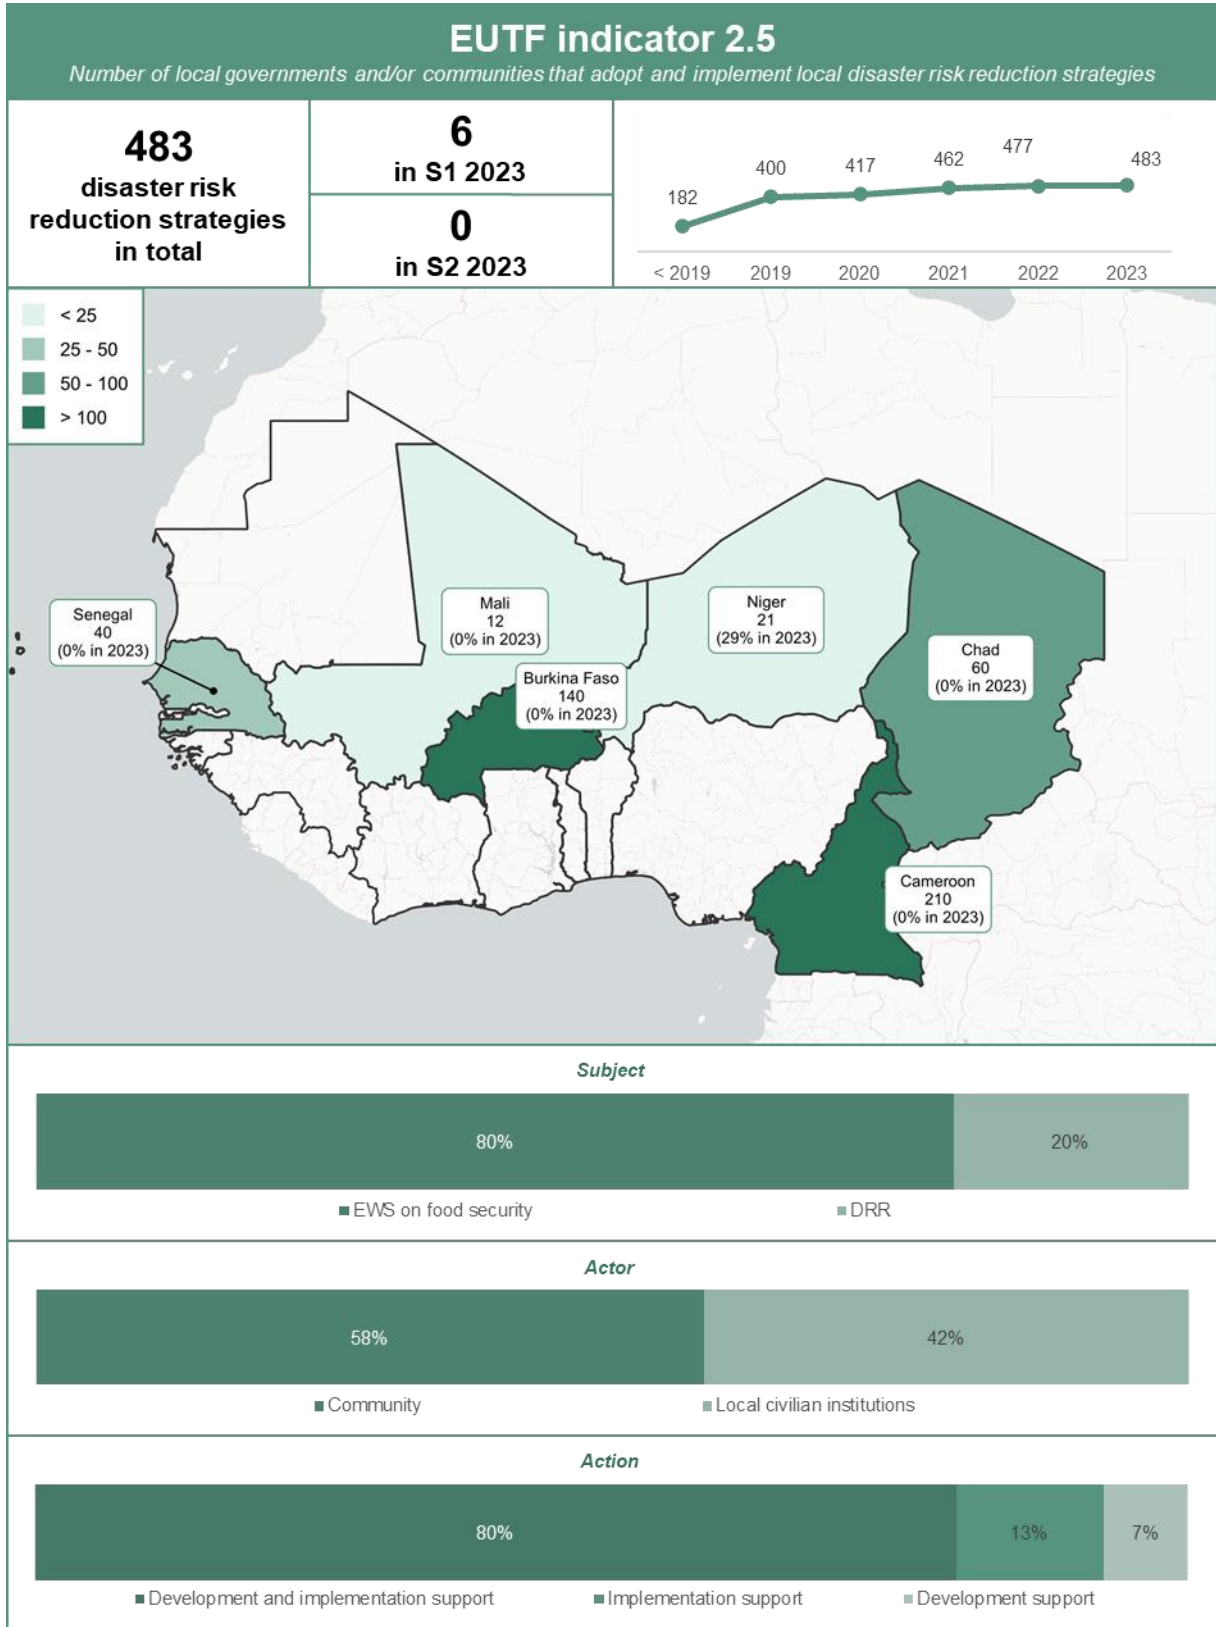 EUTF indicator 2.5
Number of local governments and/or communities that adopt and implement local disaster risk reduction strategies
483
disaster risk
reduction strategies
in total
6
in S1 2023
0
in S2 2023
182
400
417
462
477
483
< 2019
2019
2020
2021
2022
2023
< 25
25 - 50
50 - 100
> 100
Senegal
40
(0% in 2023)
Mali
12
(0% in 2023)
Burkina Faso
140
(0% in 2023)
Niger
21
(29% in 2023)
Chad
60
(0% in 2023)
Cameroon
210
(0% in 2023)
Subject
80%
20%
EWS on food security
DRR
Actor
58%
42%
Community
Local civilian institutions
Action
80%
13%
7%
Development and implementation support
Implementation support
Development support